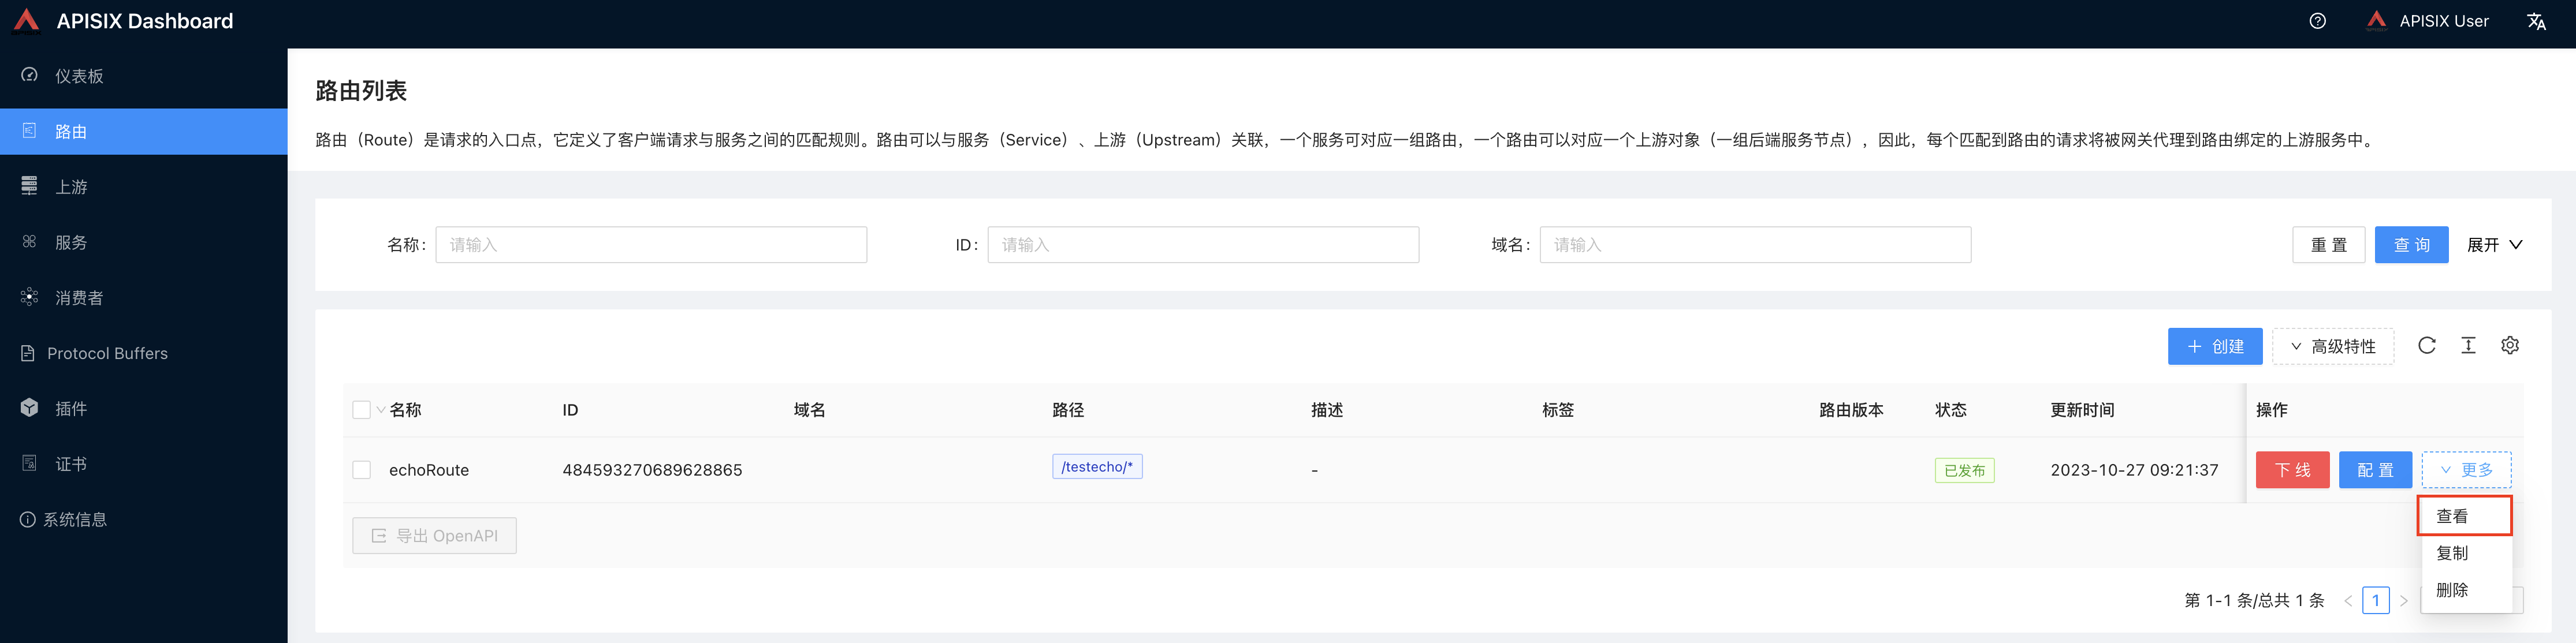 APISIX Dashboard
APISIX User
仪表板
路由
上游
服务
消费者
Protocol Buffers
插件
证书
系统信息
路由列表
路由（Route）是请求的入口点，它定义了客户端请求与服务之间的匹配规则。路由可以与服务（Service）、上游（Upstream）关联，一个服务可对应一组路由，一个路由可以对应一个上游对象（一组后端服务节点），因此，每个匹配到路由的请求将被网关代理到路由绑定的上游服务中。
名称: 请输入 ID: 请输入 域名: 请输入 重 置 查 询 展开
创建 高级特性
名称 ID 域名 路径 描述 标签 路由版本 状态 更新时间 操作
echoRoute 484593270689628865 /testecho/* - 已发布 2023-10-27 09:21:37 下 线 配 置 更多
查看
复制
删除
导出 OpenAPI
第 1-1 条/总共 1 条 < 1 >